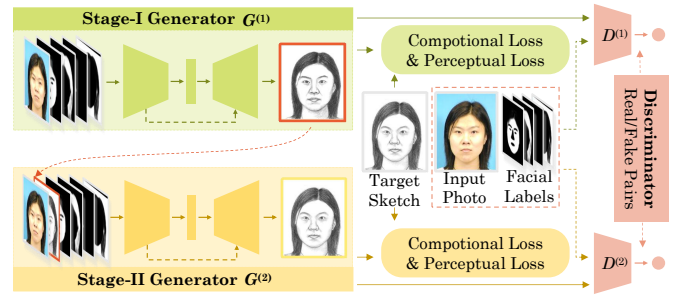 Stage-I Generator G(1)
Compotional Loss
& Perceptual Loss
D(1)
Target
Sketch
Input
Photo
Facial
Labels
Discriminator
Real/Fake Pairs
Compotional Loss
& Perceptual Loss
D(2)
Stage-II Generator G(2)